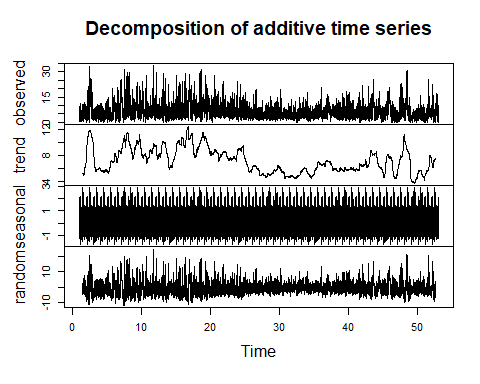 Decomposition of additive time series
observed
0 5 15 30
trend
4 8 12
seasonal
-1 1 3
random
-10 10
0 10 20 30 40 50
Time